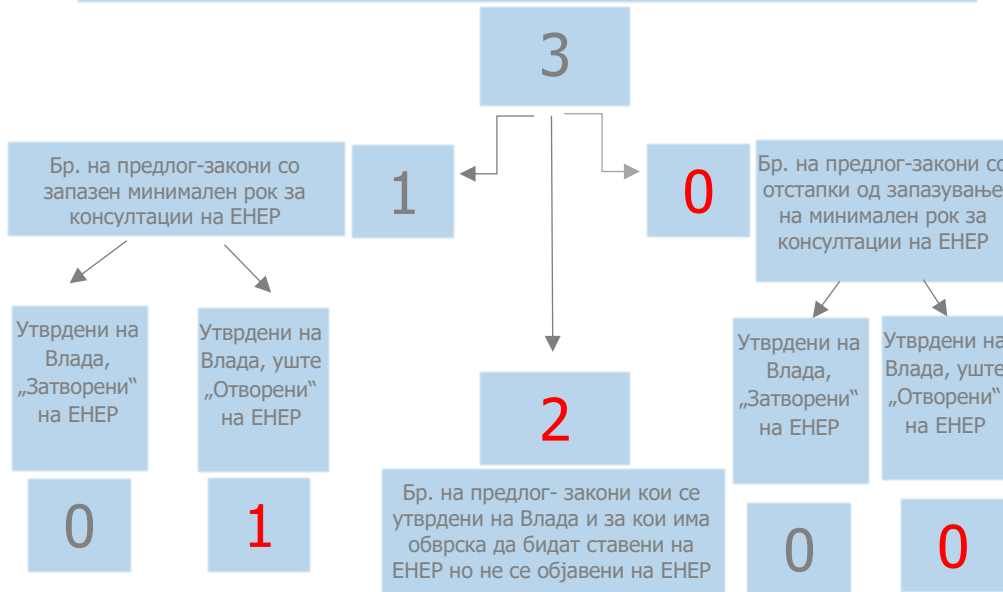 3
Бр. на предлог-закони со
запазен минимален рок за
консултации на ЕНЕР
1
0
Бр. на предлог-закони со
отстапки од запазување
на минимален рок за
консултации на ЕНЕР
Утврдени на
Влада,
„Затворени“
на ЕНЕР
0
Утврдени на
Влада, уште
„Отворени“
на ЕНЕР
1
2
Бр. на предлог- закони кои се
утврдени на Влада и за кои има
обврска да бидат ставени на
ЕНЕР но не се објавени на ЕНЕР
Утврдени на
Влада,
„Затворени“
на ЕНЕР
0
Утврдени на
Влада, уште
„Отворени“
на ЕНЕР
0